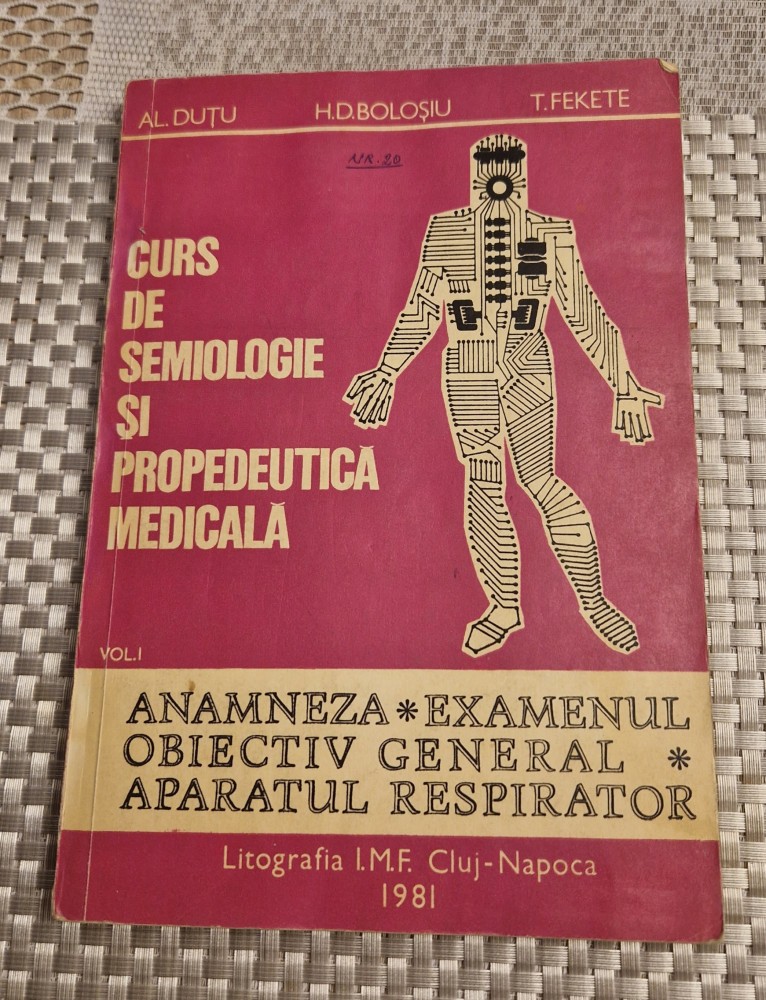 AL. DUȚU H.D.BOLOȘIU T. FEKETE
NR. 20
CURS
DE
SEMIOLOGIE
ȘI
PROPEDEUTICĂ
MEDICALĂ
VOL. I
ANAMNEZA * EXAMENUL
OBIECTIV GENERAL *
APARATUL RESPIRATOR
Litografia I.M.F. Cluj-Napoca
1981